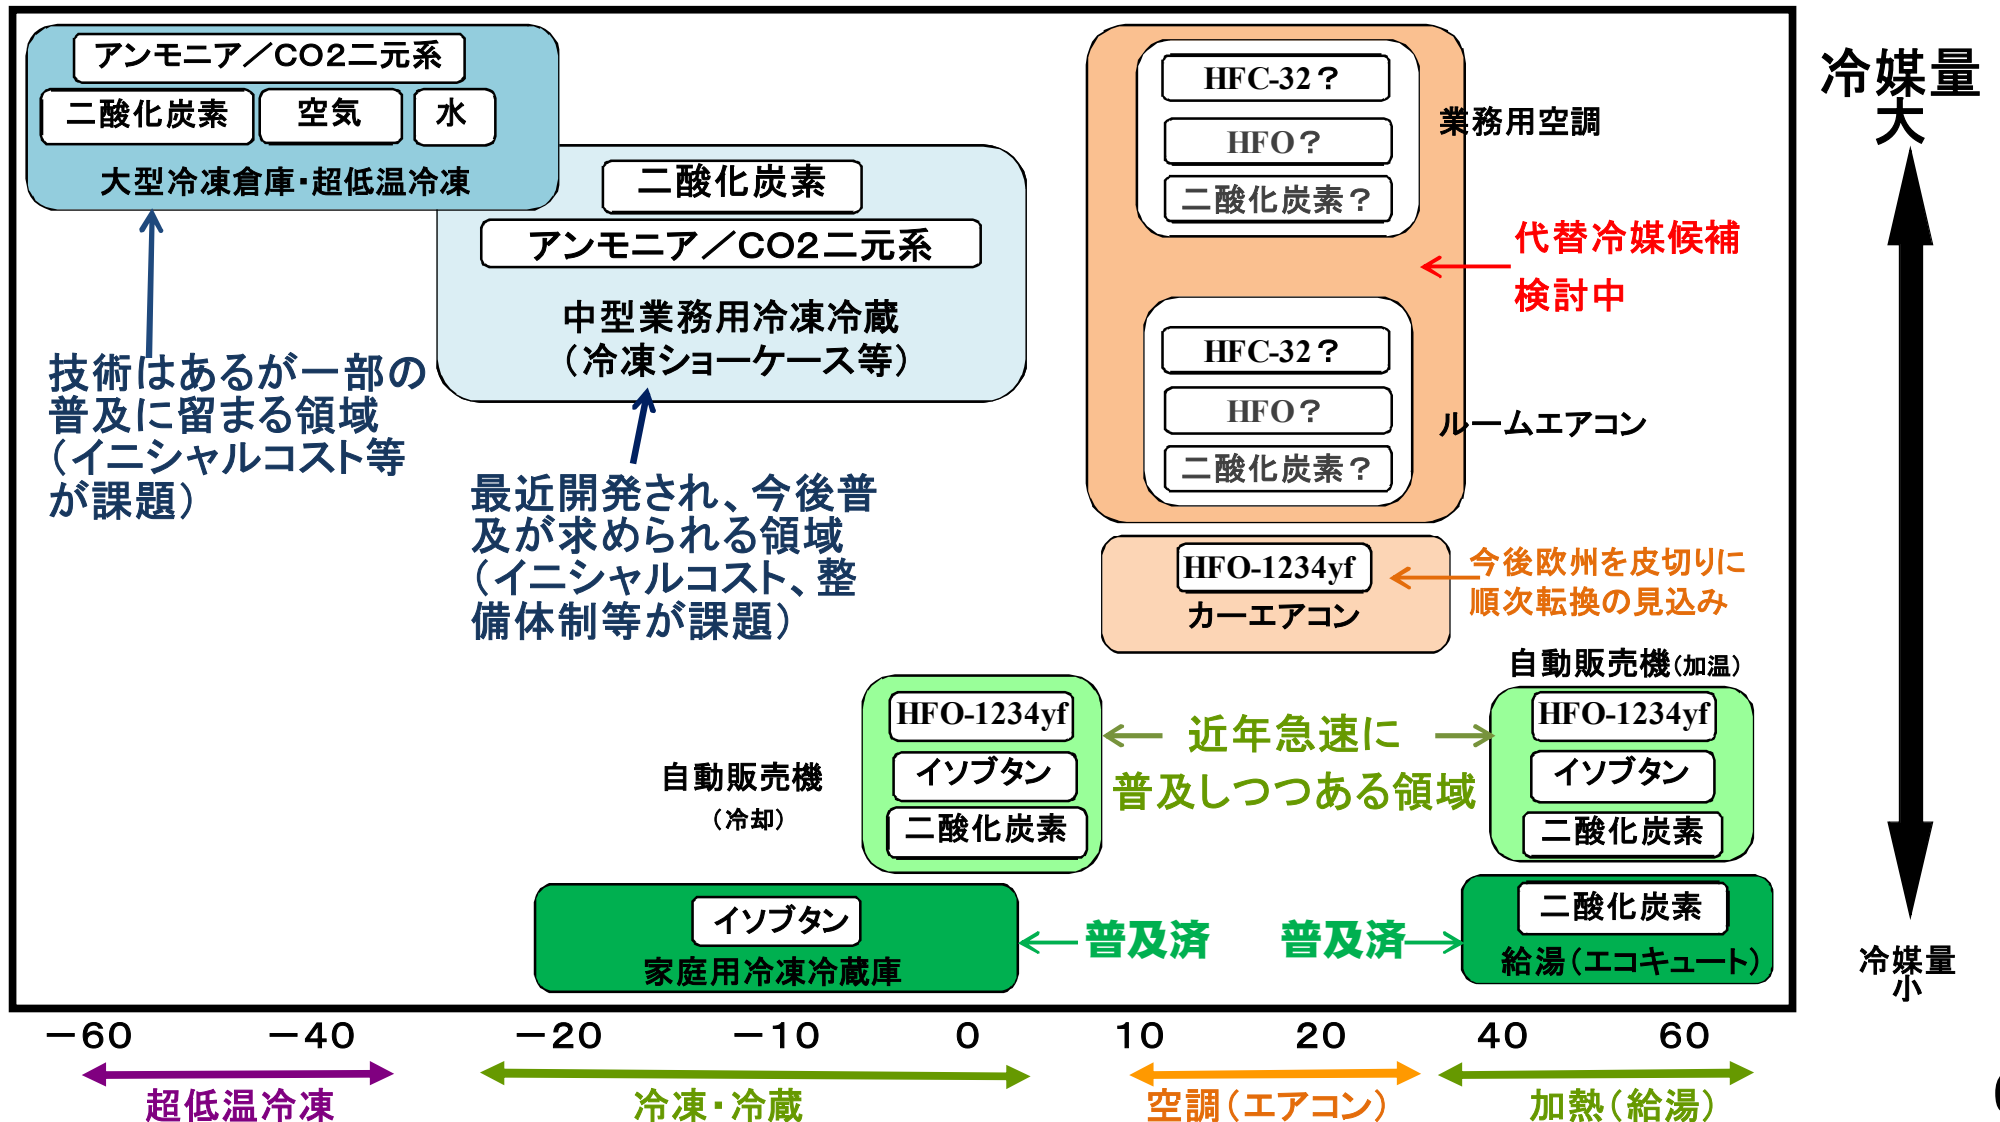 アンモニア／CO2二元系
二酸化炭素
空気
水
大型冷凍倉庫・超低温冷凍
技術はあるが一部の
普及に留まる領域
（イニシャルコスト等
が課題）
二酸化炭素
アンモニア／CO2二元系
中型業務用冷凍冷蔵
（冷凍ショーケース等）
最近開発され、今後普
及が求められる領域
（イニシャルコスト、整
備体制等が課題）
HFC-32？
HFO？
二酸化炭素？
業務用空調
代替冷媒候補
検討中
HFC-32？
HFO？
二酸化炭素？
ルームエアコン
HFO-1234yf
カーエアコン
今後欧州を皮切りに
順次転換の見込み
自動販売機
（冷却）
HFO-1234yf
イソブタン
二酸化炭素
近年急速に
普及しつつある領域
自動販売機（加温）
HFO-1234yf
イソブタン
二酸化炭素
イソブタン
家庭用冷凍冷蔵庫
普及済
普及済
二酸化炭素
給湯（エコキュート）
冷媒量
大
冷媒量
小
－60
－40
－20
－10
0
10
20
40
60
超低温冷凍
冷凍・冷蔵
空調（エアコン）
加熱（給湯）